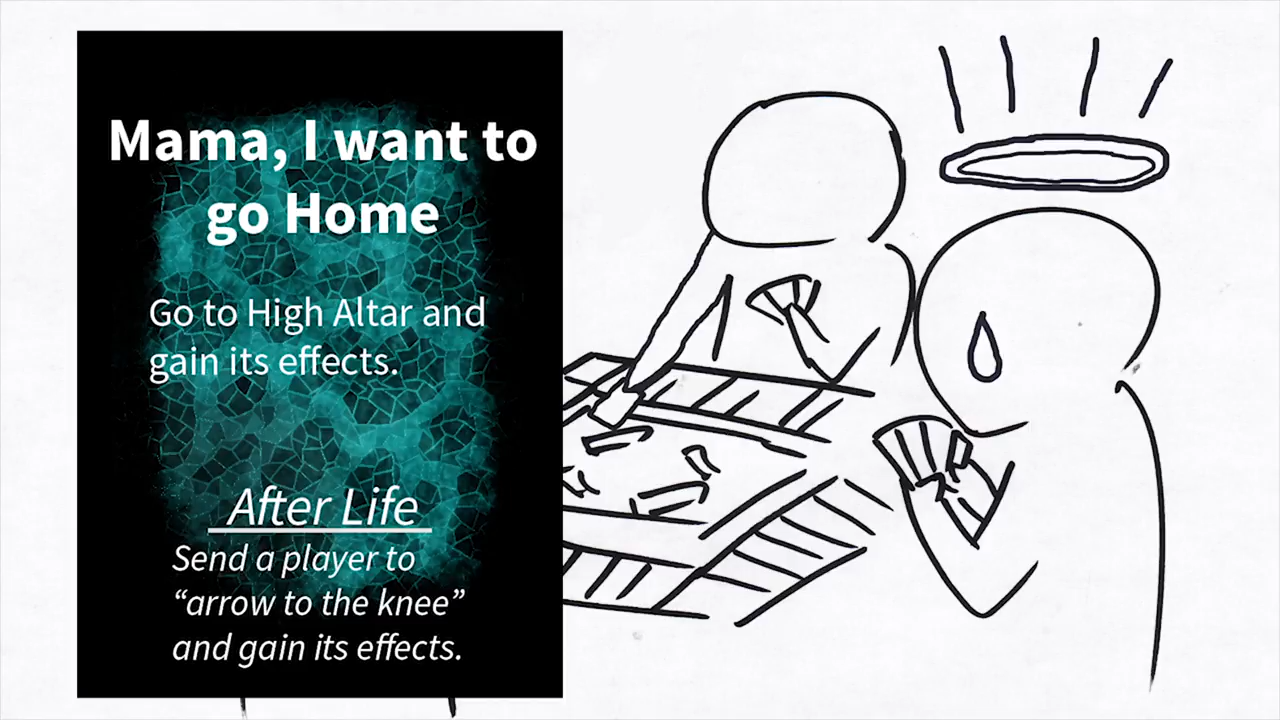 Mama, I want to
go Home
Go to High Altar and
gain its effects.
After Life
Send a player to
“arrow to the knee”
and gain its effects.